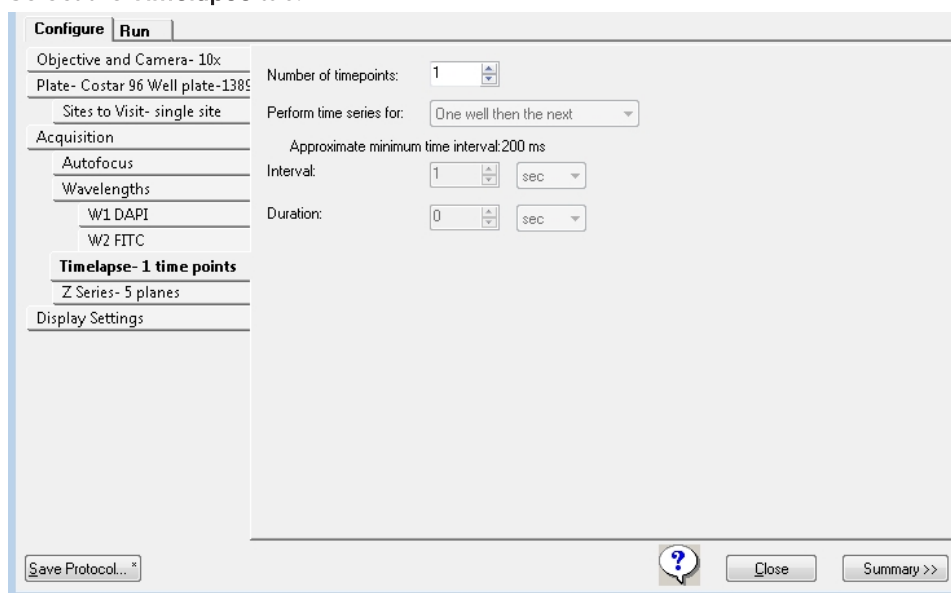 Configure Run
Objective and Camera- 10x
Plate- Costar 96 Well plate-1389
Sites to Visit- single site
Acquisition
Autofocus
Wavelengths
W1 DAPI
W2 FITC
Timelapse- 1 time points
Z Series- 5 planes
Display Settings
Number of timepoints: 1
Perform time series for: One well then the next
Approximate minimum time interval:200 ms
Interval: 1 sec
Duration: 0 sec
Save Protocol... *
?
Close
Summary >>